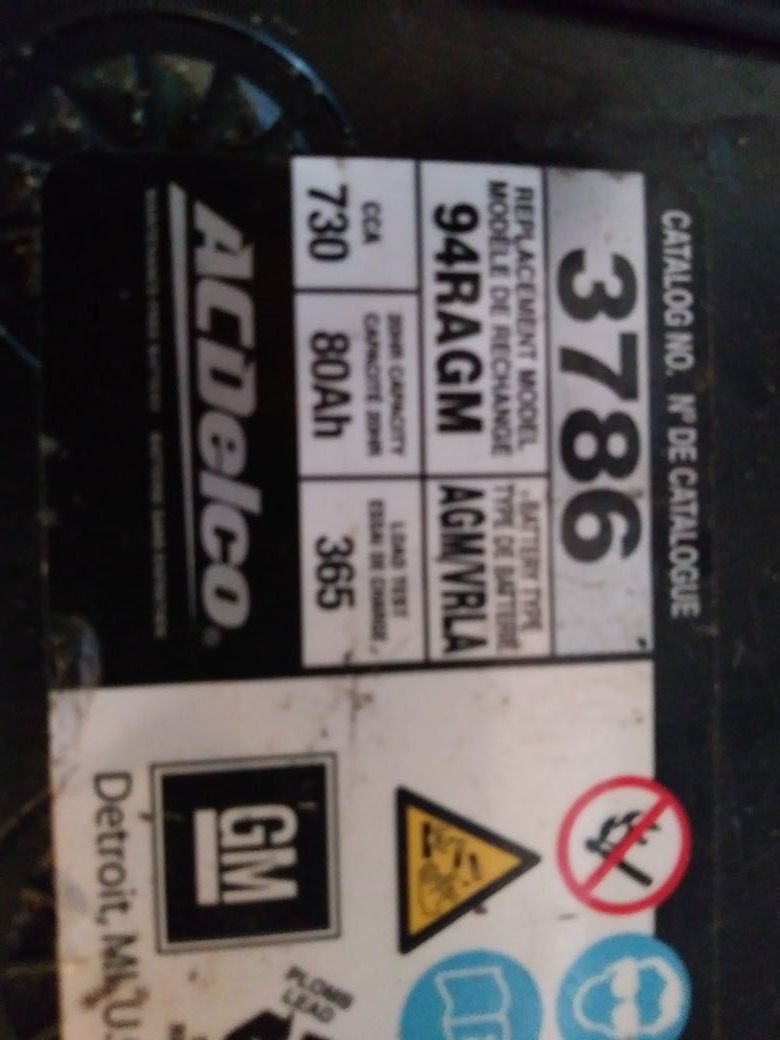 CATALOG NO. Nº DE CATALOGUE
3786
REPLACEMENT MODEL
MODÈLE DE RECHANGE
94RAGM
BATTERY TYPE
TYPE DE BATTERIE
AGM/VRLA
CCA
730
20HR CAPACITY
CAPACITÉ 20HR
80Ah
LOAD TEST
ESSAI DE CHARGE
365
ACDelco®
GM
Detroit, MI, U.S
PLOMB
LEAD